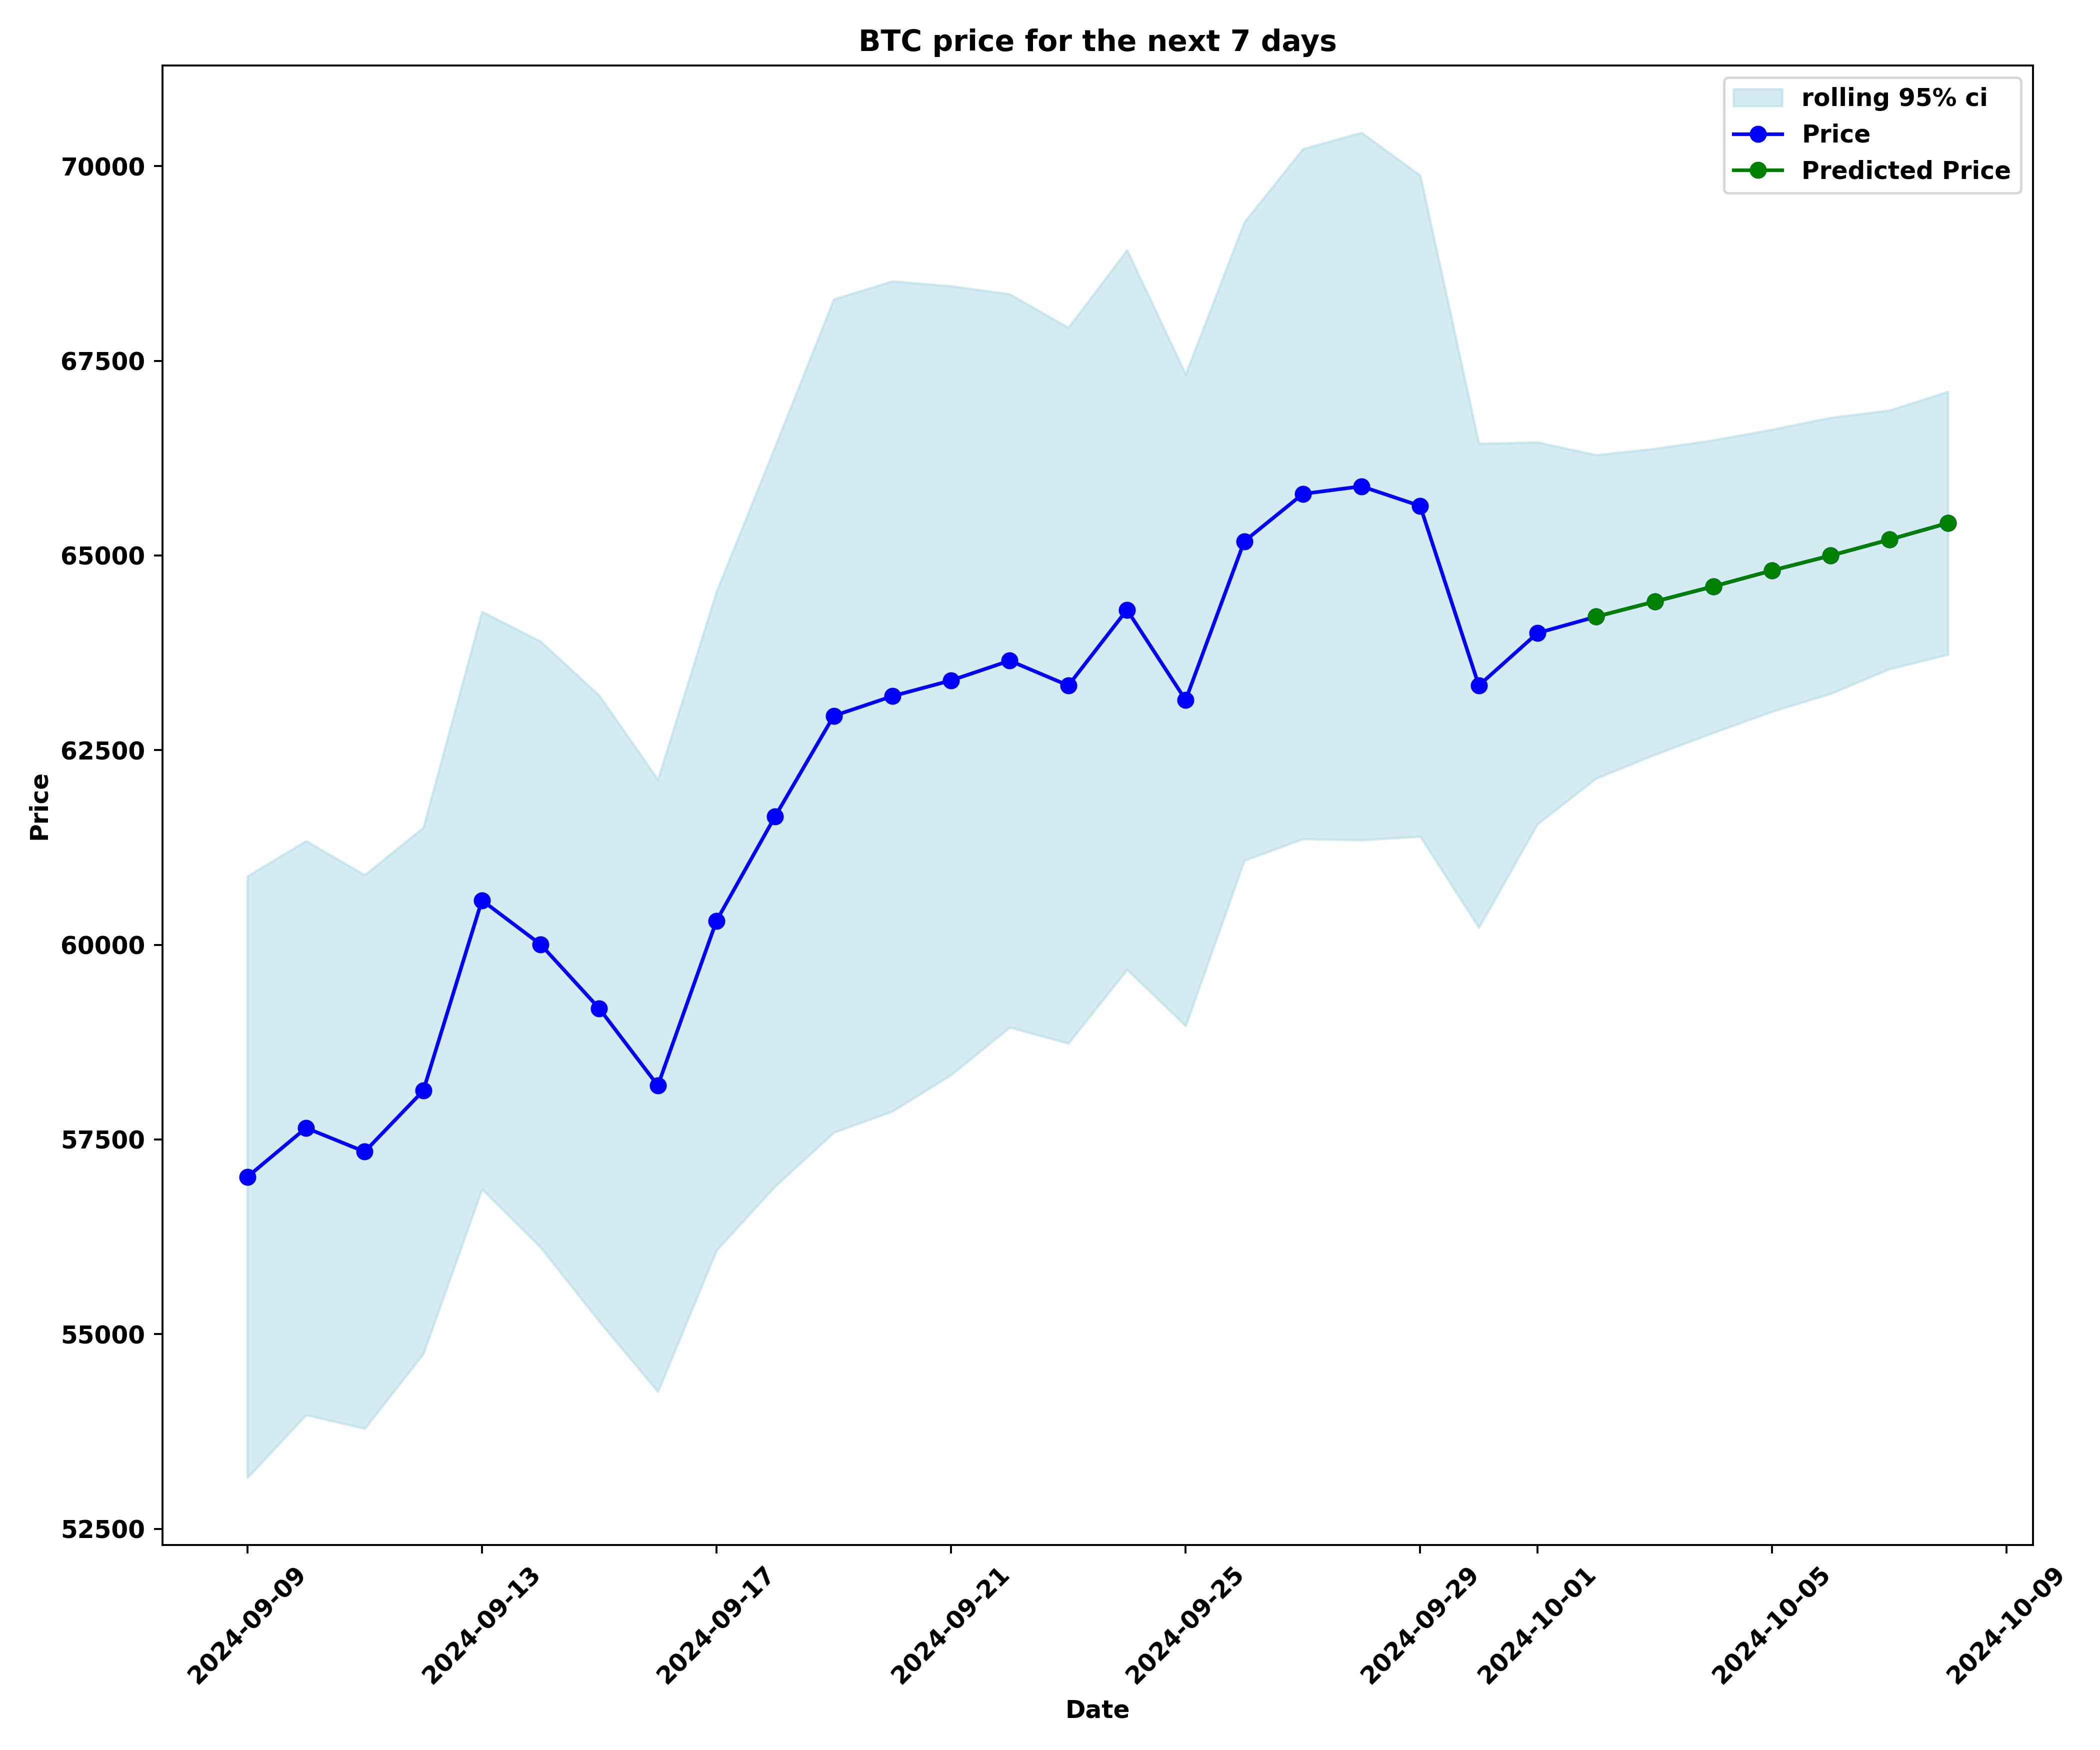 BTC price for the next 7 days
rolling 95% ci
Price
Predicted Price
70000
67500
65000
62500
60000
57500
55000
52500
Price
2024-09-09
2024-09-13
2024-09-17
2024-09-21
2024-09-25
2024-09-29
2024-10-01
2024-10-05
2024-10-09
Date